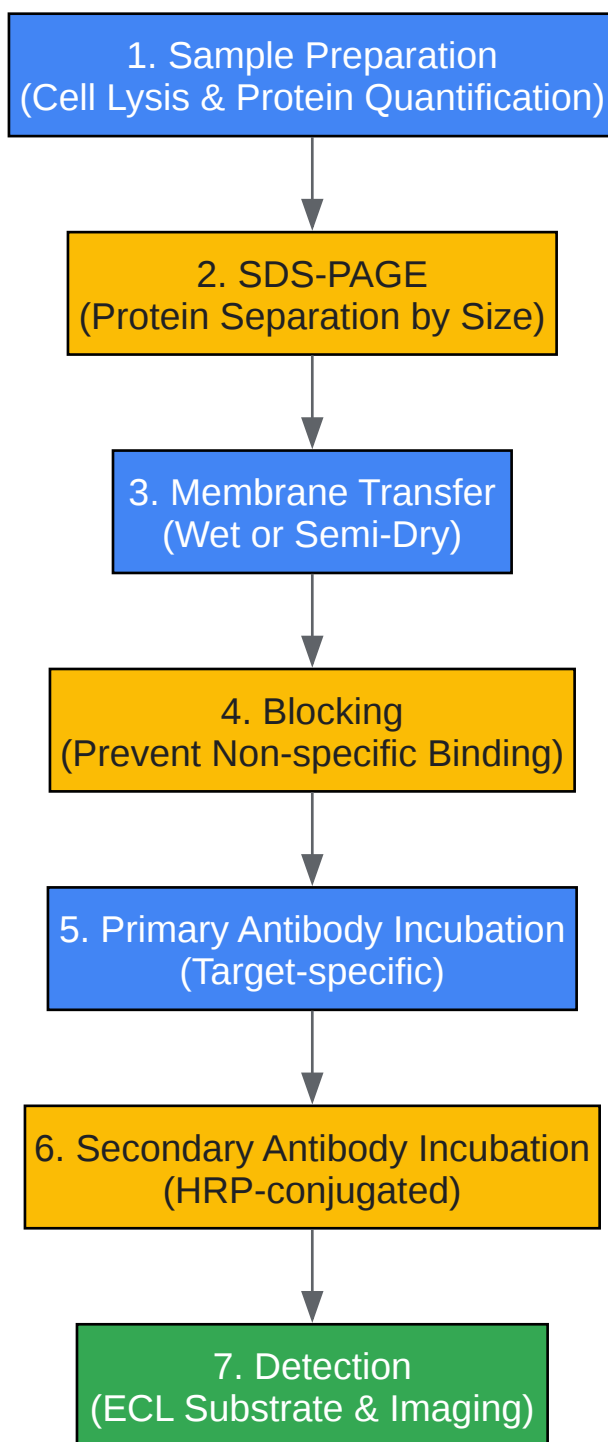 1. Sample Preparation
(Cell Lysis & Protein Quantification)
2. SDS-PAGE
(Protein Separation by Size)
3. Membrane Transfer
(Wet or Semi-Dry)
4. Blocking
(Prevent Non-specific Binding)
5. Primary Antibody Incubation
(Target-specific)
6. Secondary Antibody Incubation
(HRP-conjugated)
7. Detection
(ECL Substrate & Imaging)